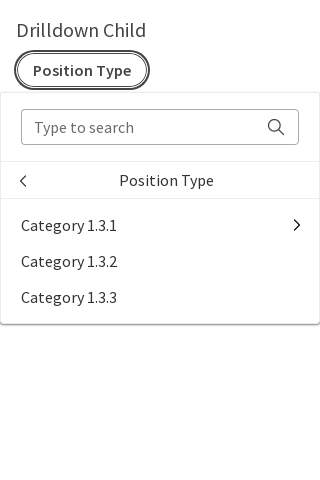 Drilldown Child
Position Type
Type to search
Position Type
Category 1.3.1
Category 1.3.2
Category 1.3.3